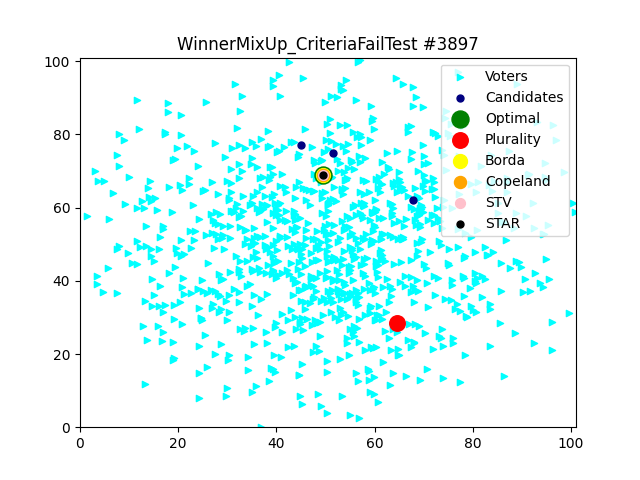 WinnerMixUp_CriteriaFailTest #3897
100
80
60
40
20
0
0
20
40
60
80
100
Voters
Candidates
Optimal
Plurality
Borda
Copeland
STV
STAR